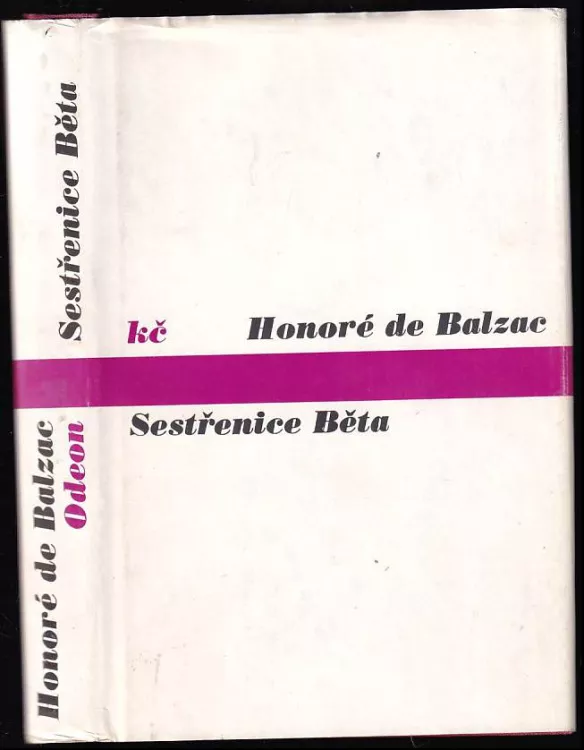 Sestřenice Běta
Honoré de Balzac
Odeon
kč
Honoré de Balzac
Sestřenice Běta